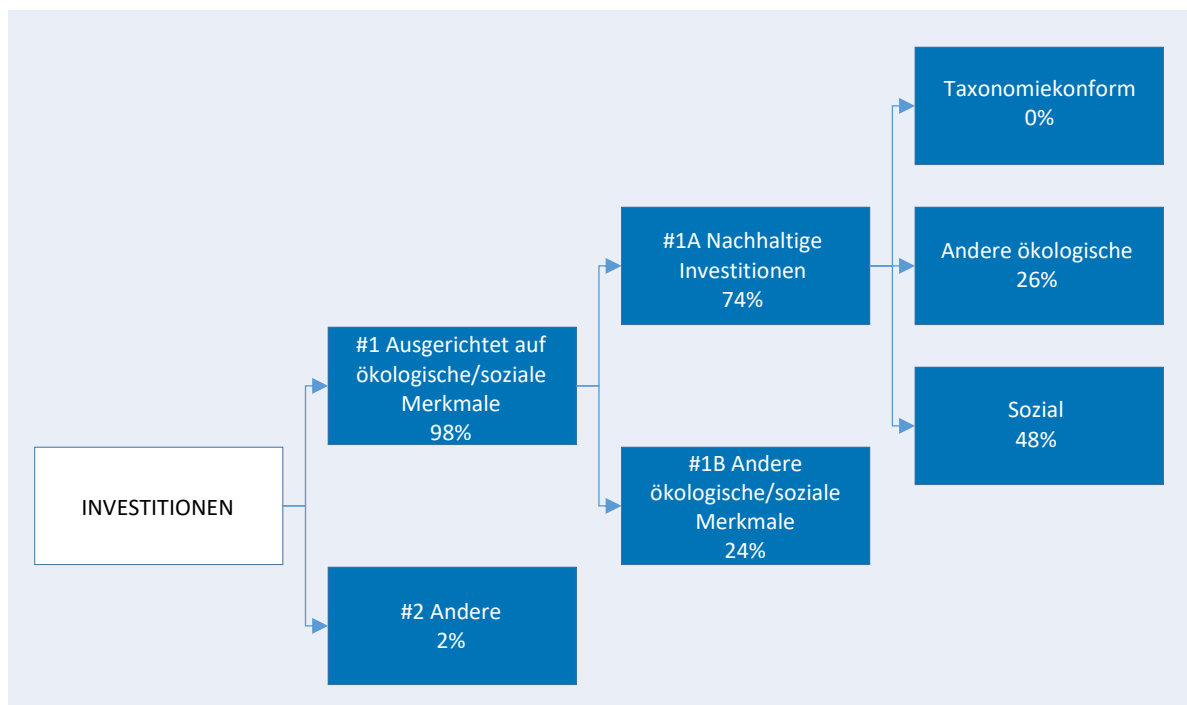 Taxonomiekonform
0%
#1A Nachhaltige
Investitionen
74%
Andere ökologische
26%
#1 Ausgerichtet auf
ökologische/soziale
Merkmale
98%
Sozial
48%
INVESTITIONEN
#1B Andere
ökologische/soziale
Merkmale
24%
#2 Andere
2%